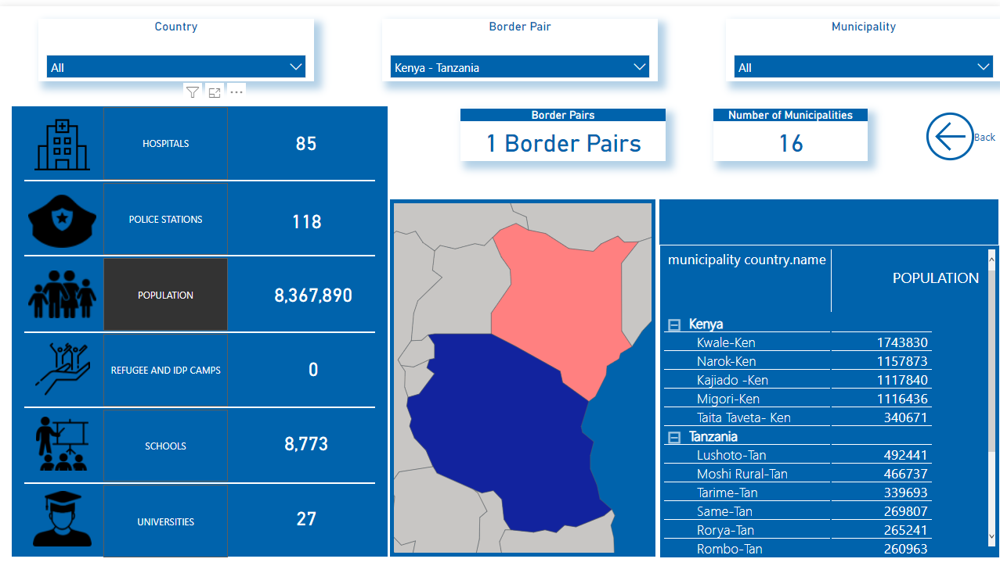 Country
Border Pair
Municipality
All
Kenya - Tanzania
All
HOSPITALS
85
Border Pairs
1 Border Pairs
Number of Municipalities
16
Back
POLICE STATIONS
118
POPULATION
8,367,890
REFUGEE AND IDP CAMPS
0
SCHOOLS
8,773
UNIVERSITIES
27
municipality country.name
POPULATION
Kenya
Kwale-Ken 1743830
Narok-Ken 1157873
Kajiado -Ken 1117840
Migori-Ken 1116436
Taita Taveta- Ken 340671
Tanzania
Lushoto-Tan 492441
Moshi Rural-Tan 466737
Tarime-Tan 339693
Same-Tan 269807
Rorya-Tan 265241
Rombo-Tan 260963